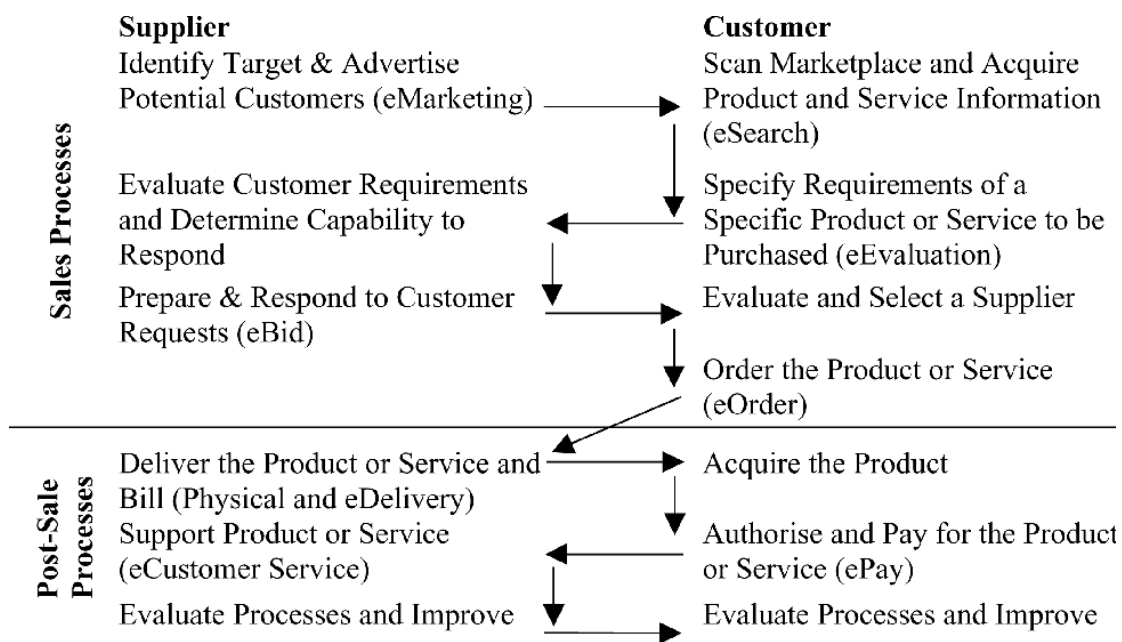 Supplier
Identify Target & Advertise
Potential Customers (eMarketing)
Customer
Scan Marketplace and Acquire
Product and Service Information
(eSearch)
Sales Processes
Evaluate Customer Requirements
and Determine Capability to
Respond
Specify Requirements of a
Specific Product or Service to be
Purchased (eEvaluation)
Prepare & Respond to Customer
Requests (eBid)
Evaluate and Select a Supplier
Order the Product or Service
(eOrder)
Post-Sale
Processes
Deliver the Product or Service and
Bill (Physical and eDelivery)
Acquire the Product
Support Product or Service
(eCustomer Service)
Authorise and Pay for the Product
or Service (ePay)
Evaluate Processes and Improve
Evaluate Processes and Improve